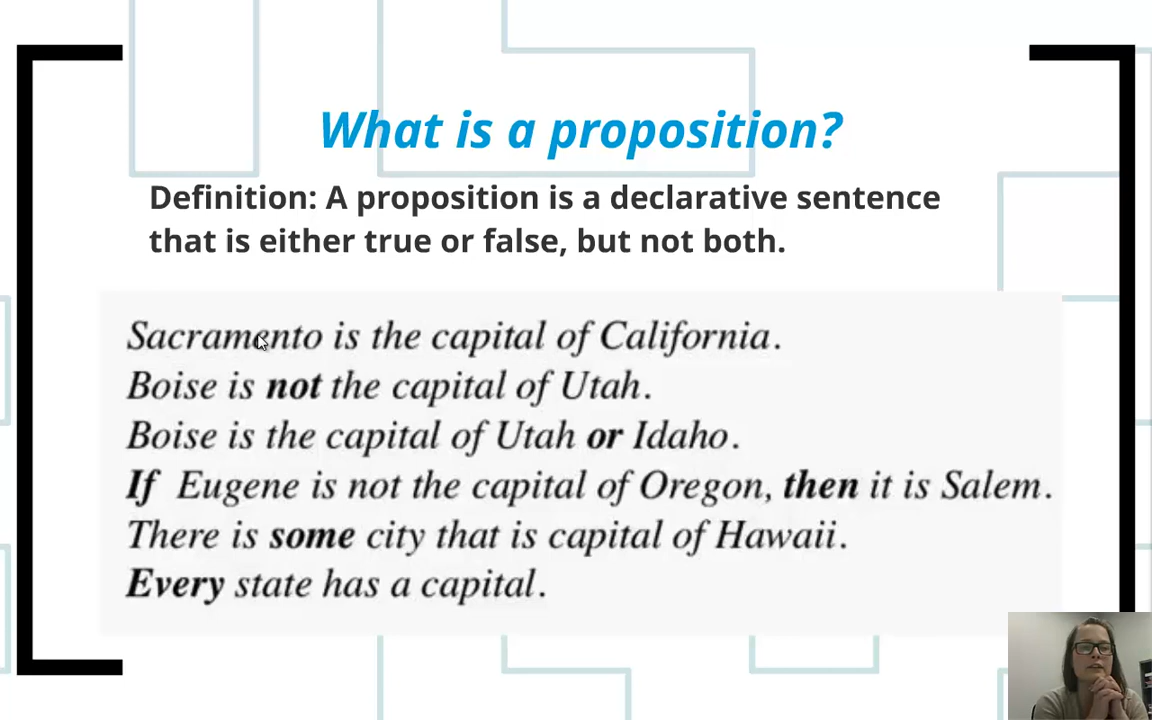 What is a proposition?
Definition: A proposition is a declarative sentence
that is either true or false, but not both.
Sacramento is the capital of California.
Boise is not the capital of Utah.
Boise is the capital of Utah or Idaho.
If Eugene is not the capital of Oregon, then it is Salem.
There is some city that is capital of Hawaii.
Every state has a capital.